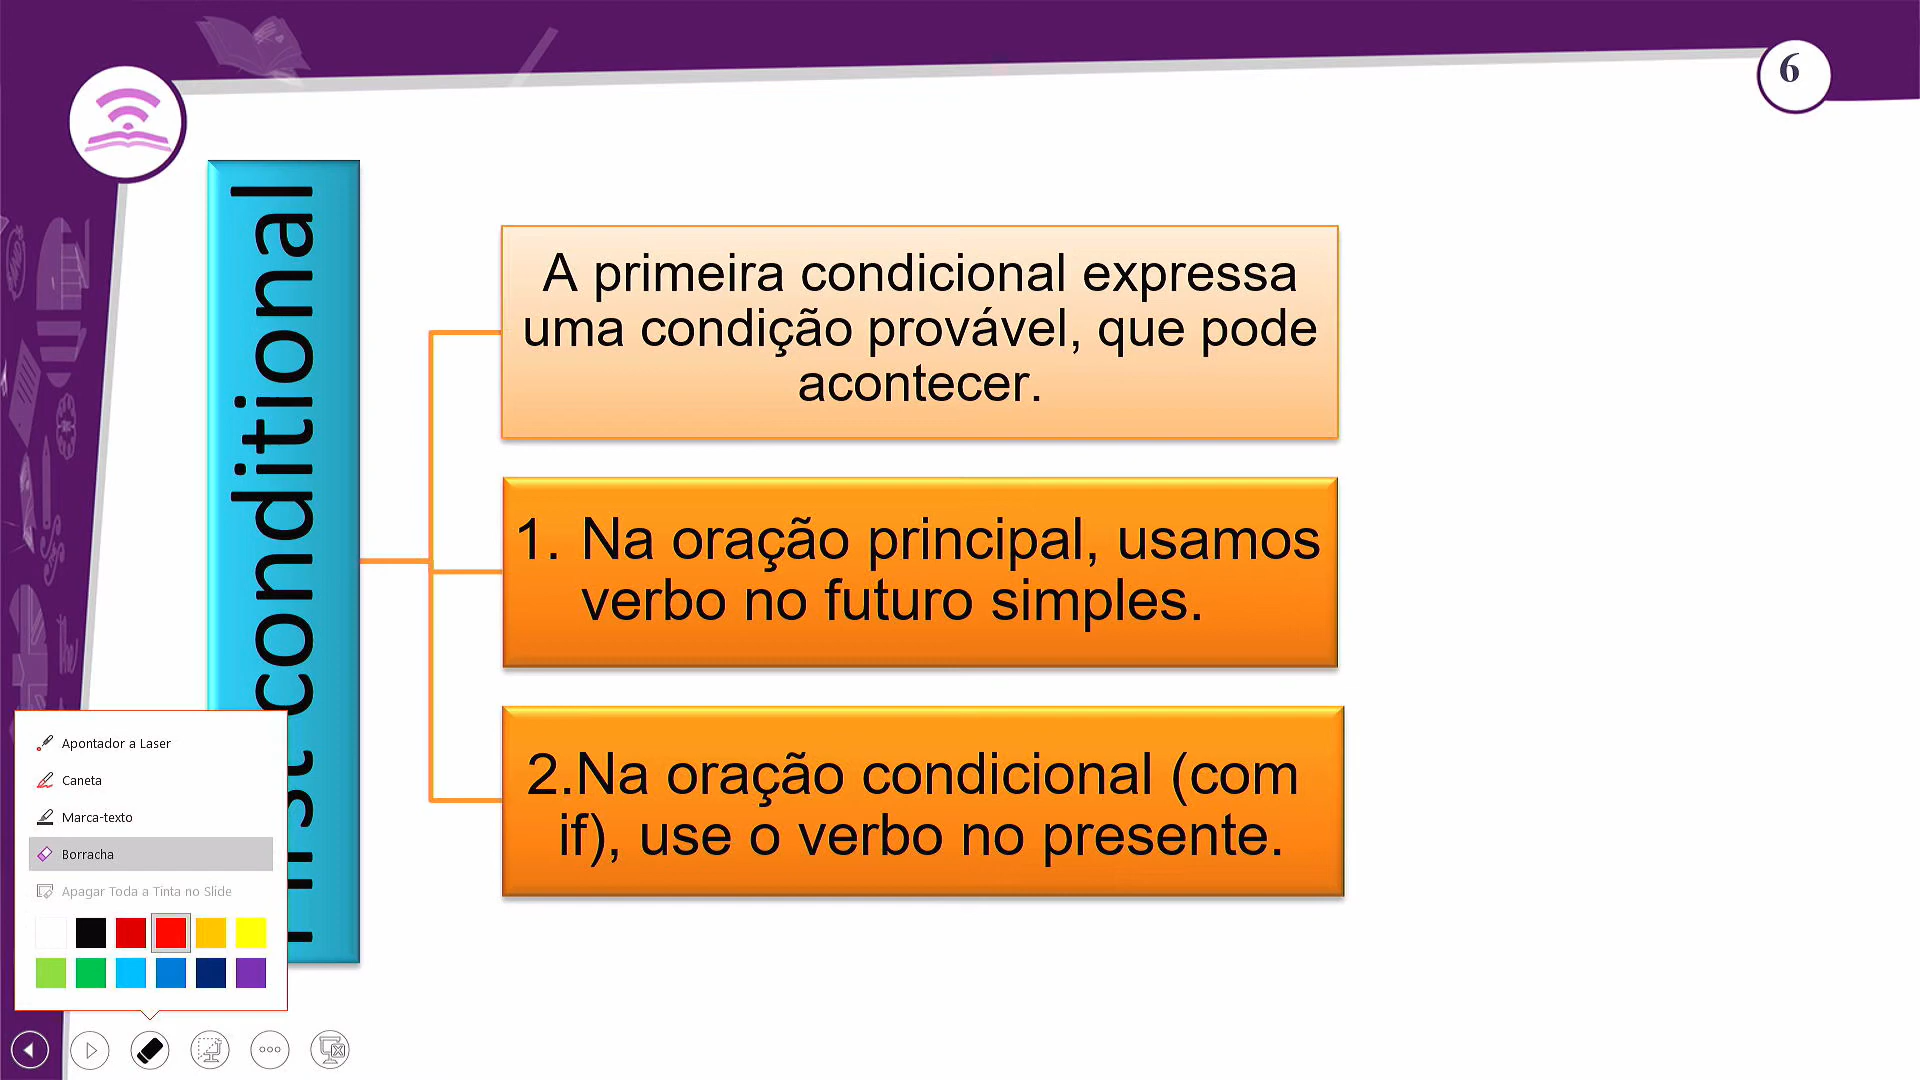 6
conditional
A primeira condicional expressa
uma condição provável, que pode
acontecer.
1. Na oração principal, usamos
verbo no futuro simples.
2.Na oração condicional (com
if), use o verbo no presente.
Apontador a Laser
Caneta
Marca-texto
Borracha
Apagar Toda a Tinta no Slide